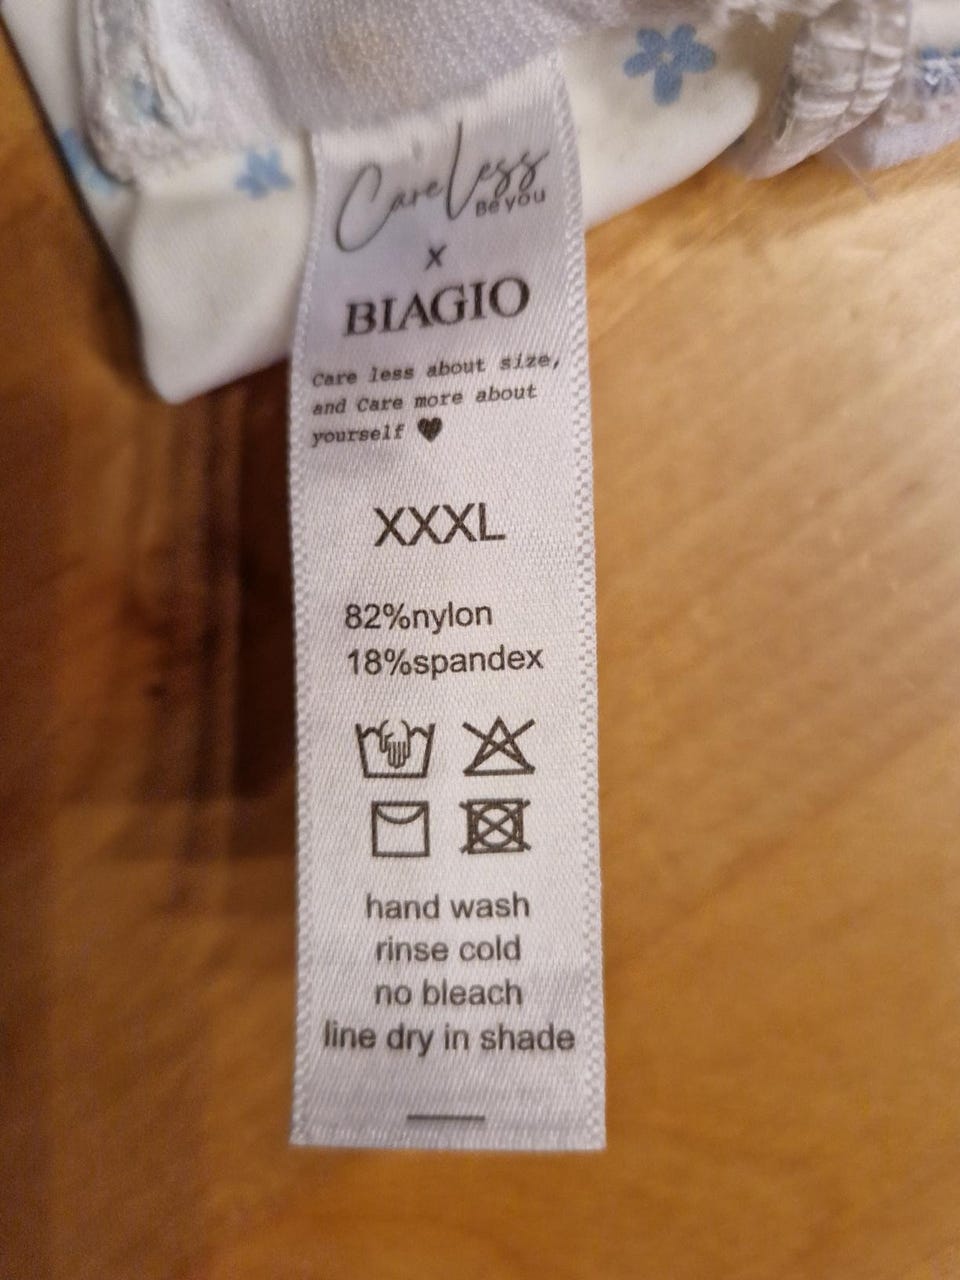 CareLess
Be you
x
BIAGIO
Care less about size,
and Care more about
yourself ♥
XXXL
82%nylon
18%spandex
hand wash
rinse cold
no bleach
line dry in shade